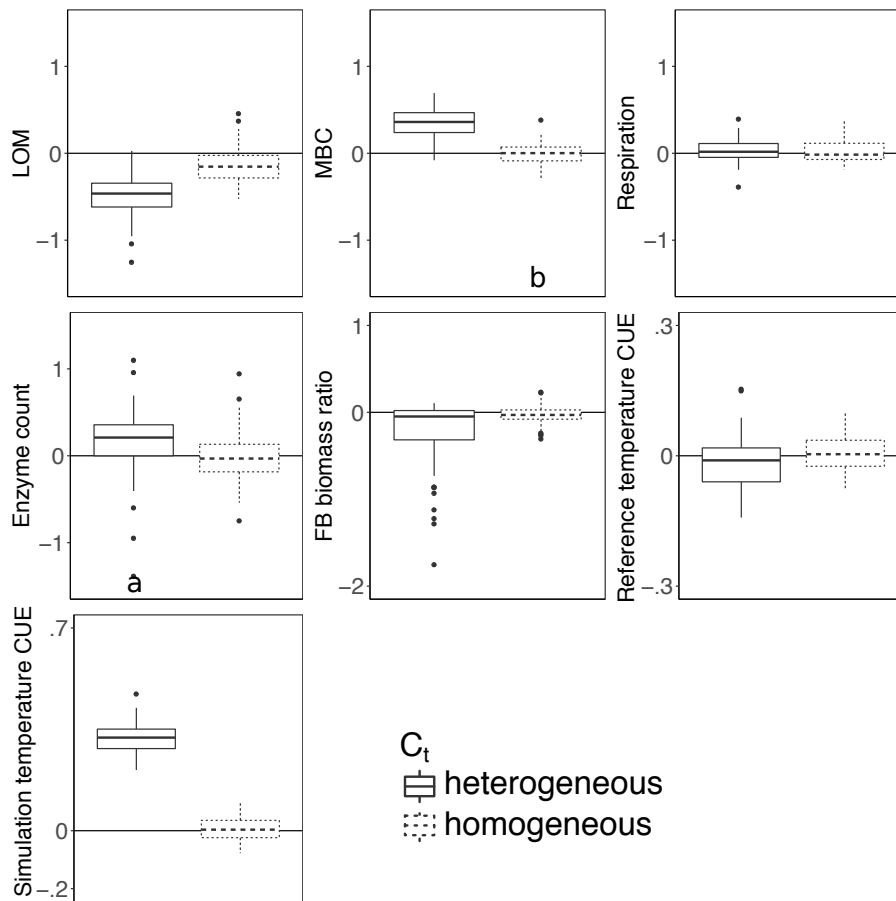 LOM
1
0
−1
MBC
1
0
−1
b
Respiration
1
0
−1
Enzyme count
1
0
−1
a
FB biomass ratio
1
0
−2
Reference temperature CUE
.3
0
−.3
Simulation temperature CUE
.7
0
−.2
Ct
heterogeneous
homogeneous